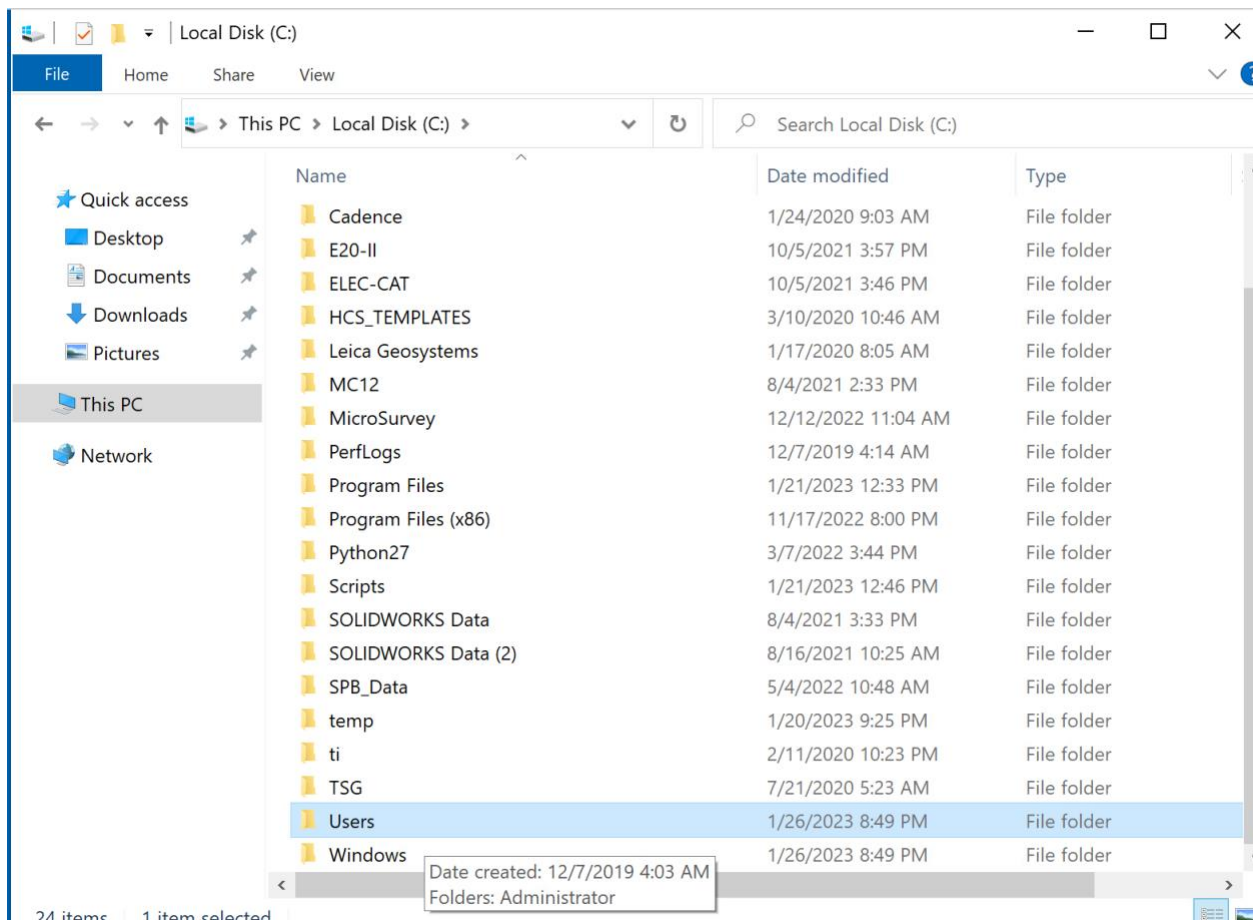 Local Disk (C:)
File Home Share View
This PC > Local Disk (C:) >
Search Local Disk (C:)
Quick access
Desktop
Documents
Downloads
Pictures
This PC
Network
Name Date modified Type
Cadence 1/24/2020 9:03 AM File folder
E20-II 10/5/2021 3:57 PM File folder
ELEC-CAT 10/5/2021 3:46 PM File folder
HCS_TEMPLATES 3/10/2020 10:46 AM File folder
Leica Geosystems 1/17/2020 8:05 AM File folder
MC12 8/4/2021 2:33 PM File folder
MicroSurvey 12/12/2022 11:04 AM File folder
PerfLogs 12/7/2019 4:14 AM File folder
Program Files 1/21/2023 12:33 PM File folder
Program Files (x86) 11/17/2022 8:00 PM File folder
Python27 3/7/2022 3:44 PM File folder
Scripts 1/21/2023 12:46 PM File folder
SOLIDWORKS Data 8/4/2021 3:33 PM File folder
SOLIDWORKS Data (2) 8/16/2021 10:25 AM File folder
SPB_Data 5/4/2022 10:48 AM File folder
temp 1/20/2023 9:25 PM File folder
ti 2/11/2020 10:23 PM File folder
TSG 7/21/2020 5:23 AM File folder
Users 1/26/2023 8:49 PM File folder
Windows 1/26/2023 8:49 PM File folder
Date created: 12/7/2019 4:03 AM
Folders: Administrator
24 items 1 item selected